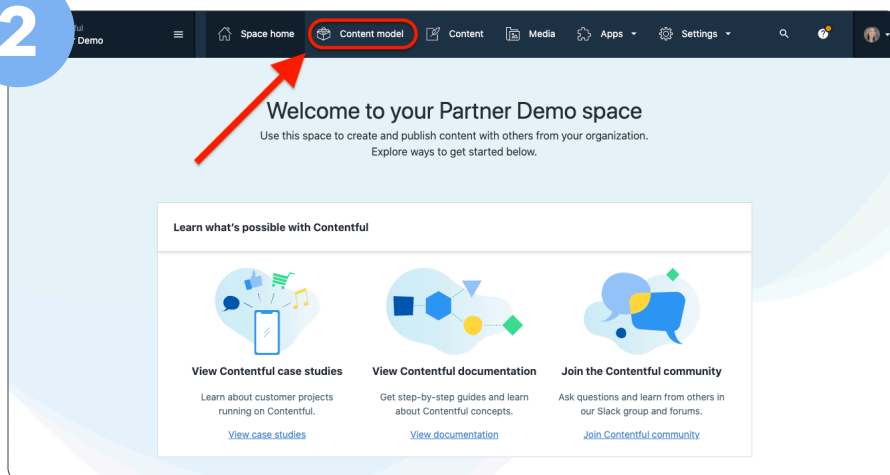 2
ful
Demo
Space home
Content model
Content
Media
Apps
Settings
?
Welcome to your Partner Demo space
Use this space to create and publish content with others from your organization.
Explore ways to get started below.
Learn what's possible with Contentful
View Contentful case studies
View Contentful documentation
Join the Contentful community
Learn about customer projects
running on Contentful.
Get step-by-step guides and learn
about Contentful concepts.
Ask questions and learn from others in
our Slack group and forums.
View case studies
View documentation
Join Contentful community